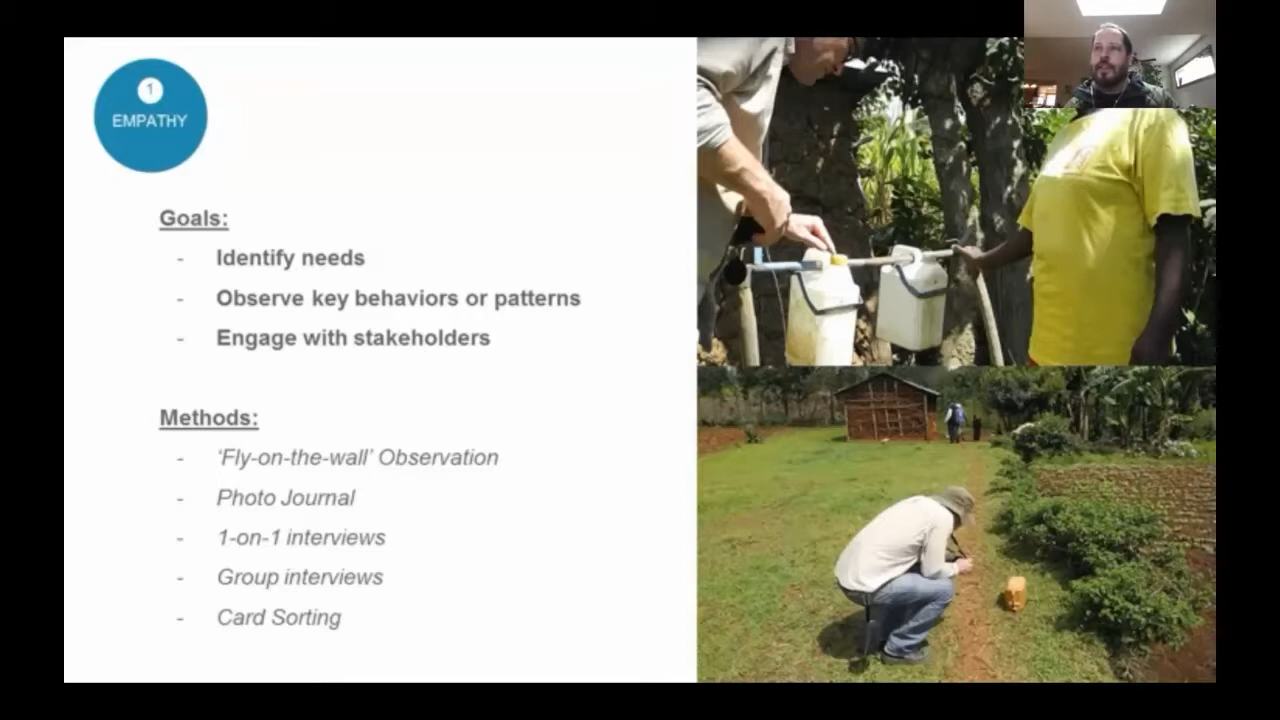 1
EMPATHY
Goals:
- Identify needs
- Observe key behaviors or patterns
- Engage with stakeholders
Methods:
- ‘Fly-on-the-wall’ Observation
- Photo Journal
- 1-on-1 interviews
- Group interviews
- Card Sorting